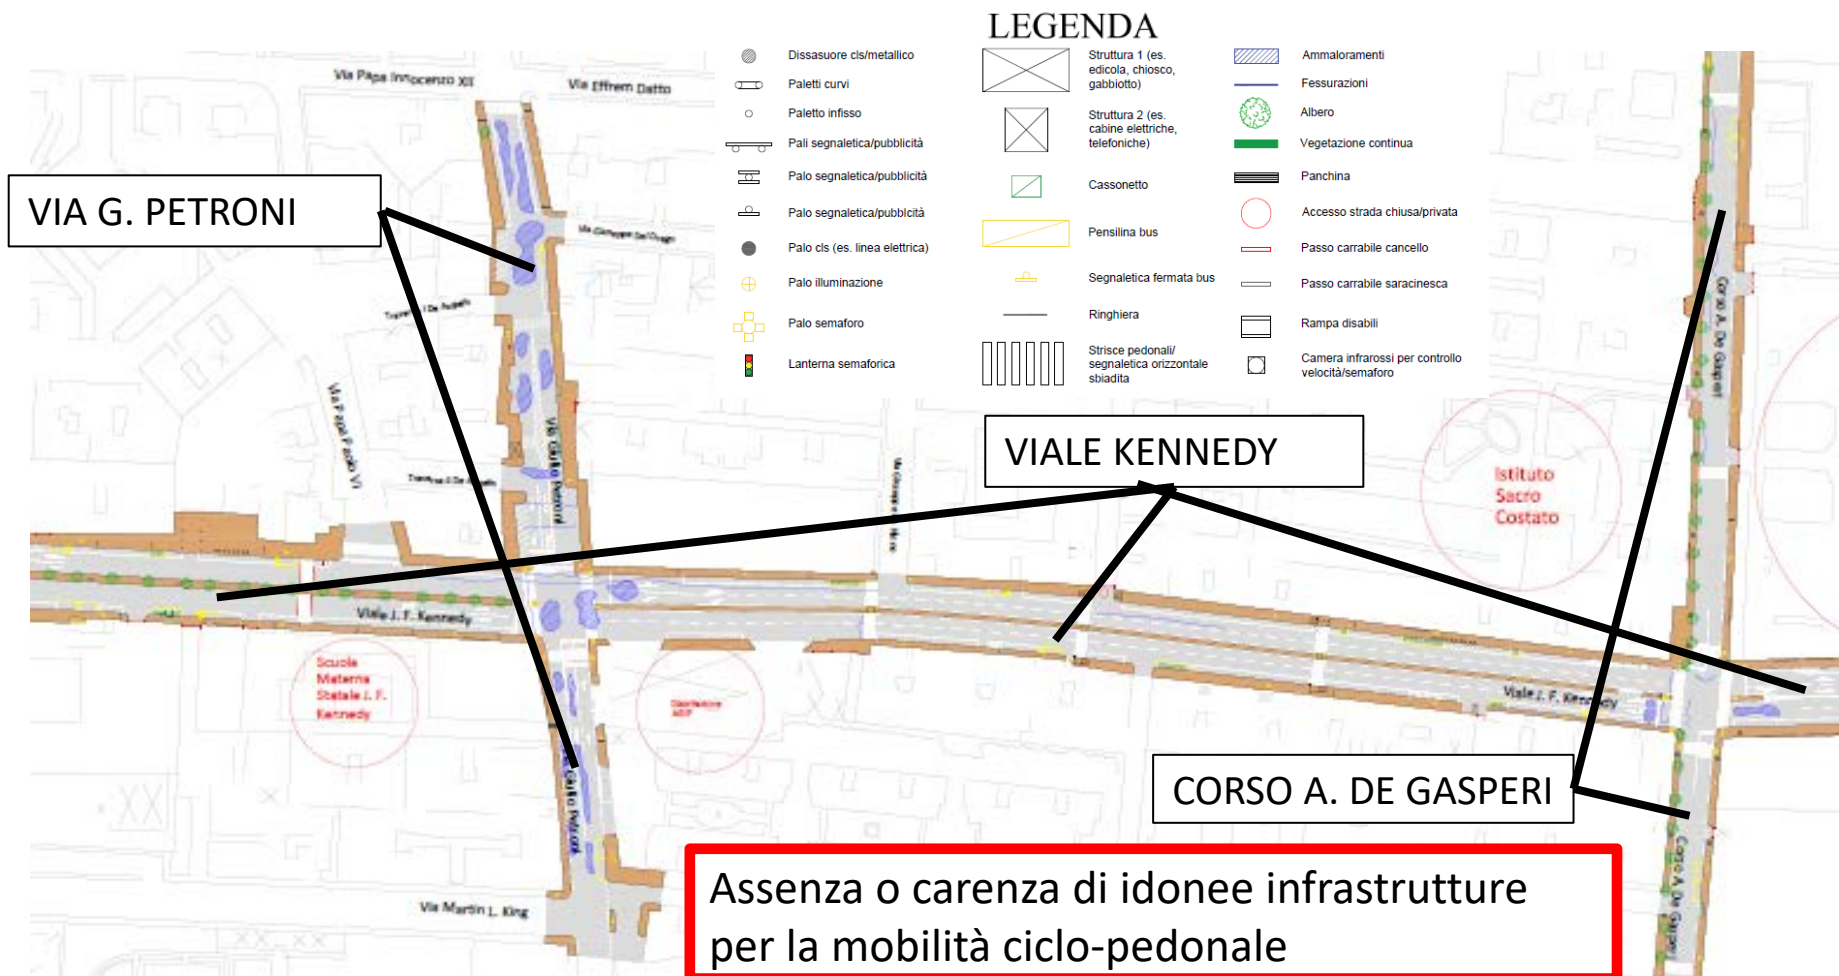 LEGENDA
Dissasuore cls/metallico
Paletti curvi
Paletto infisso
Pali segnaletica/pubblicità
Palo segnaletica/pubblicità
Palo segnaletica/pubblcità
Palo cls (es. linea elettrica)
Palo illuminazione
Palo semaforo
Lanterna semaforica
Struttura 1 (es.
edicola, chiosco,
gabbiotto)
Struttura 2 (es.
cabine elettriche,
telefoniche)
Cassonetto
Pensilina bus
Segnaletica fermata bus
Ringhiera
Strisce pedonali/
segnaletica orizzontale
sbiadita
Ammaloramenti
Fessurazioni
Albero
Vegetazione continua
Panchina
Accesso strada chiusa/privata
Passo carrabile cancello
Passo carrabile saracinesca
Rampa disabili
Camera infrarossi per controllo
velocità/semaforo
Via Papa Innocenzo XII
Via Effrem Datto
VIA G. PETRONI
Via Papa Paolo VI
Via Giulio Petroni
VIALE KENNEDY
Corso A. De Gasperi
Istituto
Sacro
Costato
Viale J. F. Kennedy
Scuola
Materna
Statale J. F.
Kennedy
Viale J. F. Kennedy
CORSO A. DE GASPERI
Giulio Petroni
Corso A. De Gasperi
Via Martin L. King
Assenza o carenza di idonee infrastrutture
per la mobilità ciclo-pedonale